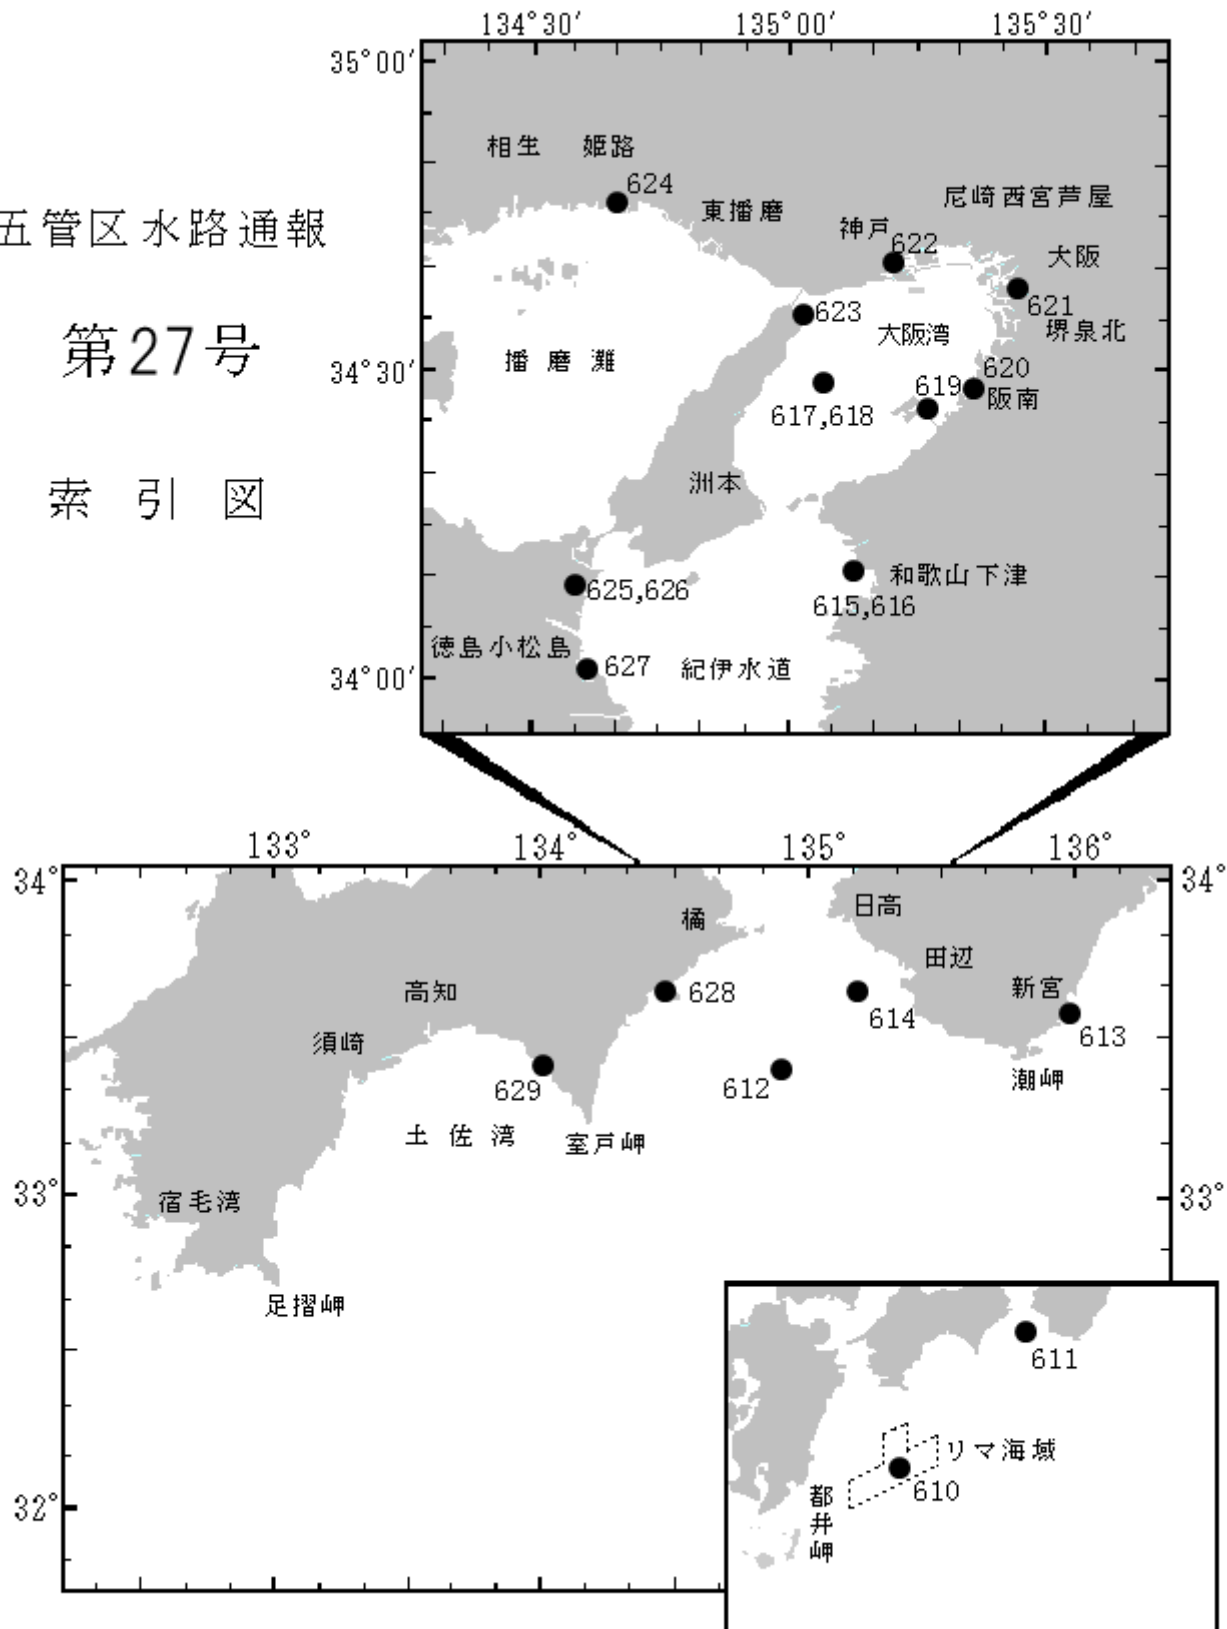 134°30′ 135°00′ 135°30′
35°00′
相生 姫路
624
尼崎西宮芦屋
東播磨
五管区水路通報
神戸
622
大阪
621
623
大阪湾
堺泉北
第27号
播磨灘
34°30′
620
619
阪南
617,618
洲本
索引図
和歌山下津
625,626
615,616
徳島小松島
627
紀伊水道
34°00′
133° 134° 135° 136°
34° 34°
橘
日高
田辺
高知
628
新宮
614
613
須崎
629
612
潮岬
土佐湾
室戸岬
33° 33°
宿毛湾
足摺岬
611
リマ海域
610
都井岬
32°